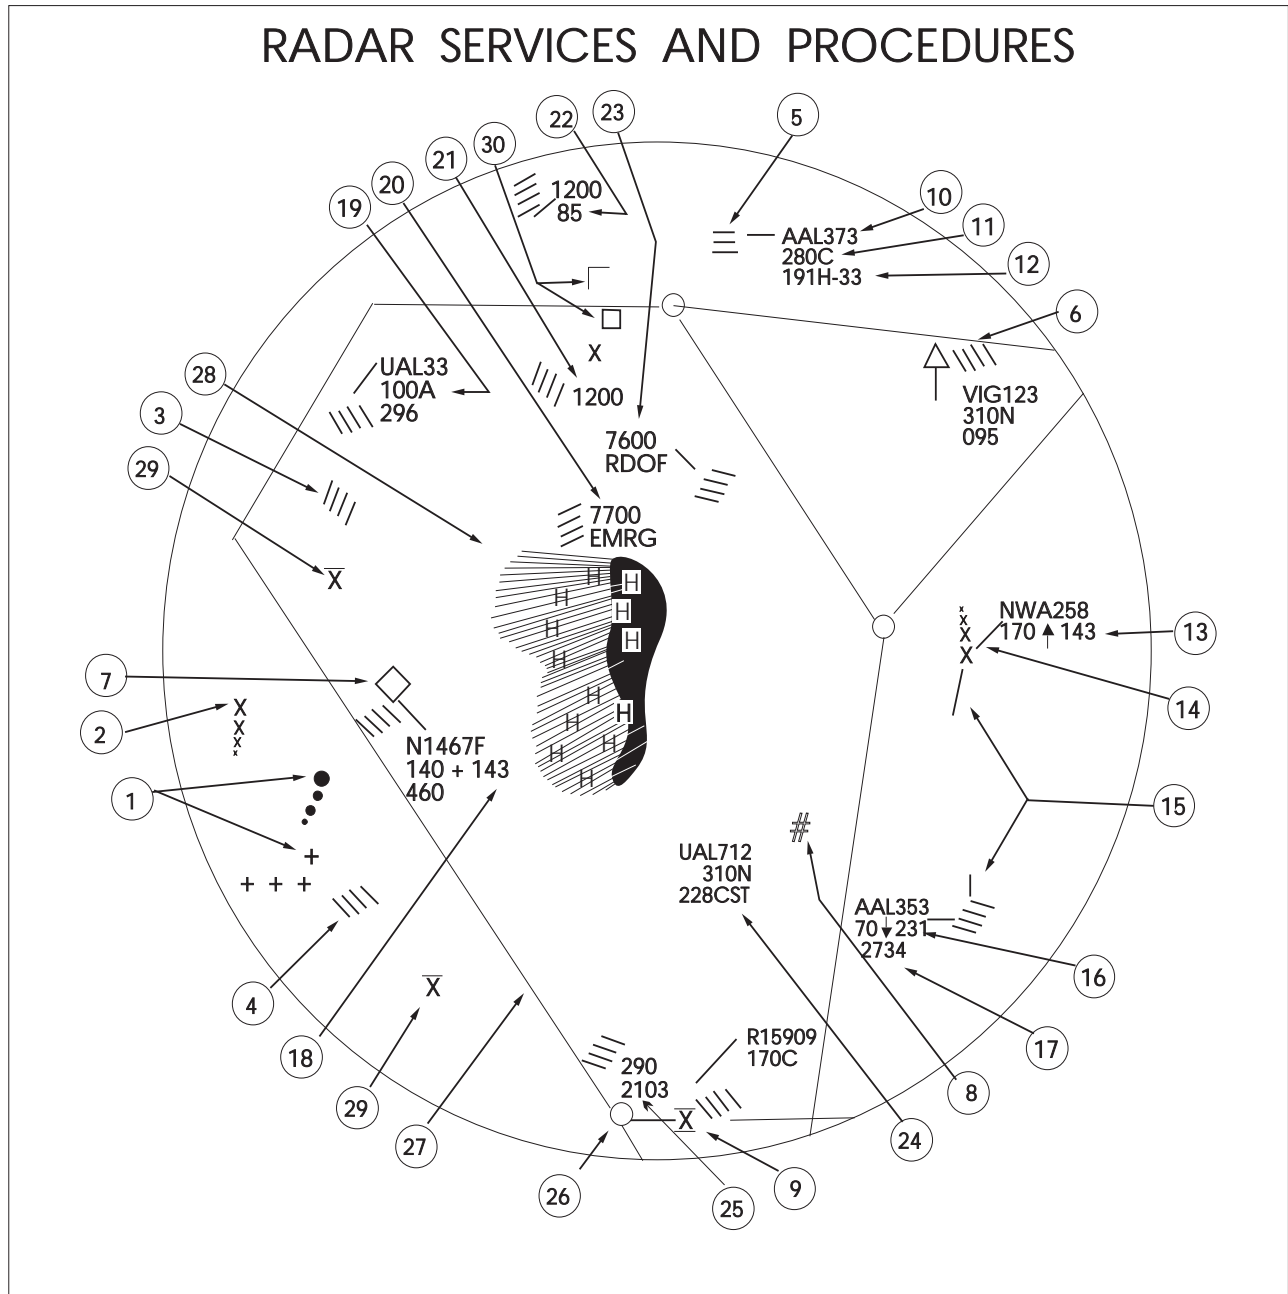 RADAR SERVICES AND PROCEDURES
22
23
5
30
21
20
19
1200
85
10
AAL373
280C
191H-33
11
12
6
X
UAL33
100A
296
1200
VIG123
310N
095
28
3
29
7600
RDOF
7700
EMRG
X
H H
H H
H H
H
H
H H
H H
H
NWA258
170 143
X
X
X
X
13
14
7
2
X
X
X
X
N1467F
140 + 143
460
1
+
+ + +
15
#
UAL712
310N
228CST
AAL353
70 231
2734
16
4
X
18
29
27
R15909
170C
290
2103
X
17
8
24
26
25
9